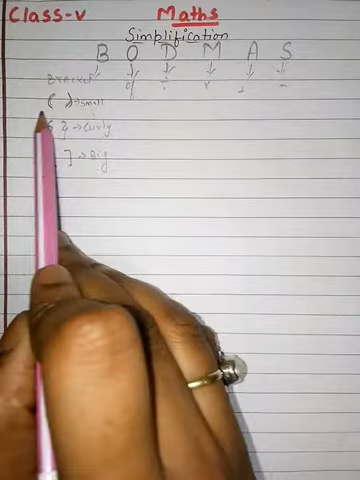 Class-v Maths
Simplification
B O D M A S
Bracket of ÷ × + -
( ) → small
{ } → curly
] → Big